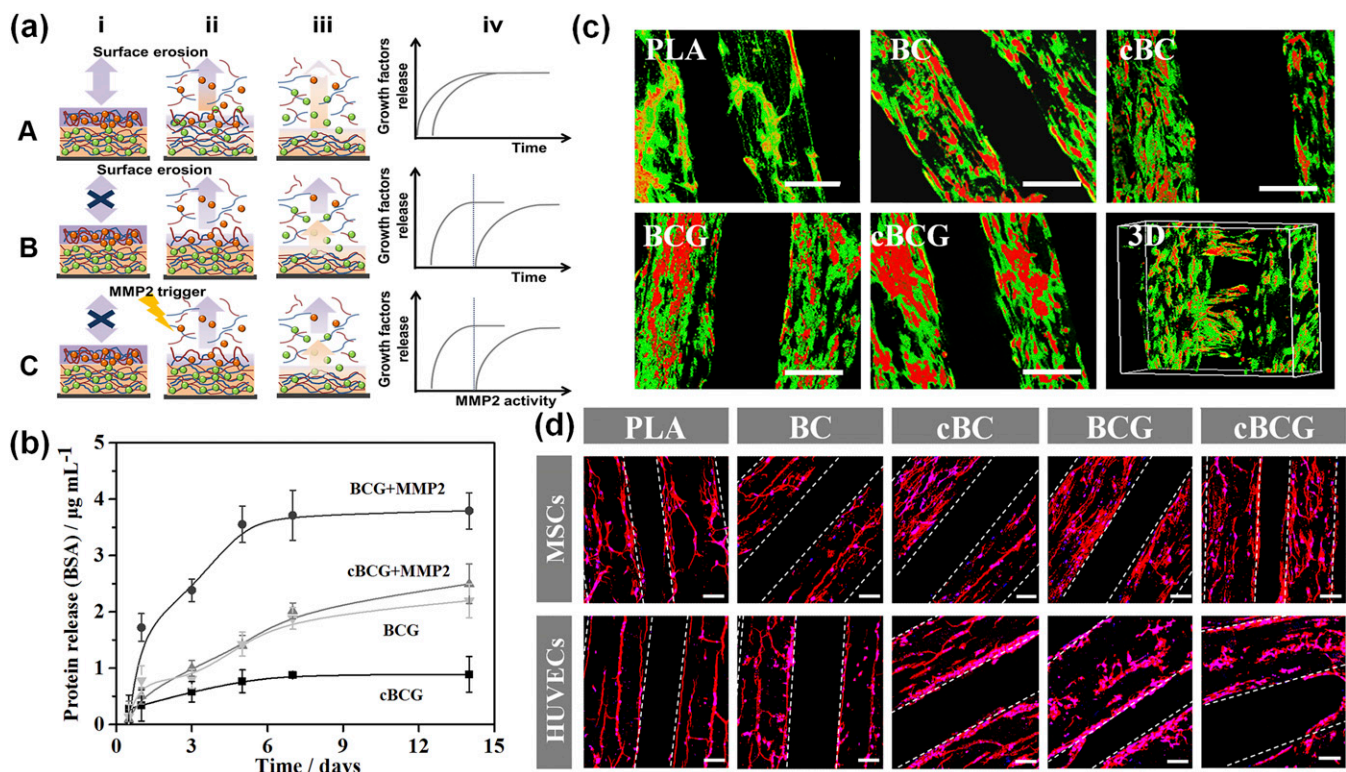 (a)
i
ii
iii
iv
A
Surface erosion
Growth factors
release
Time
B
Surface erosion
Growth factors
release
Time
C
MMP2 trigger
Growth factors
release
MMP2 activity
(b)
Protein release (BSA) / μg mL-1
5
4
3
2
1
0
BCG+MMP2
cBCG+MMP2
BCG
cBCG
0
3
6
9
12
15
Time / days
(c)
PLA
BC
cBC
BCG
cBCG
3D
(d)
PLA
BC
cBC
BCG
cBCG
MSCs
HUVECs